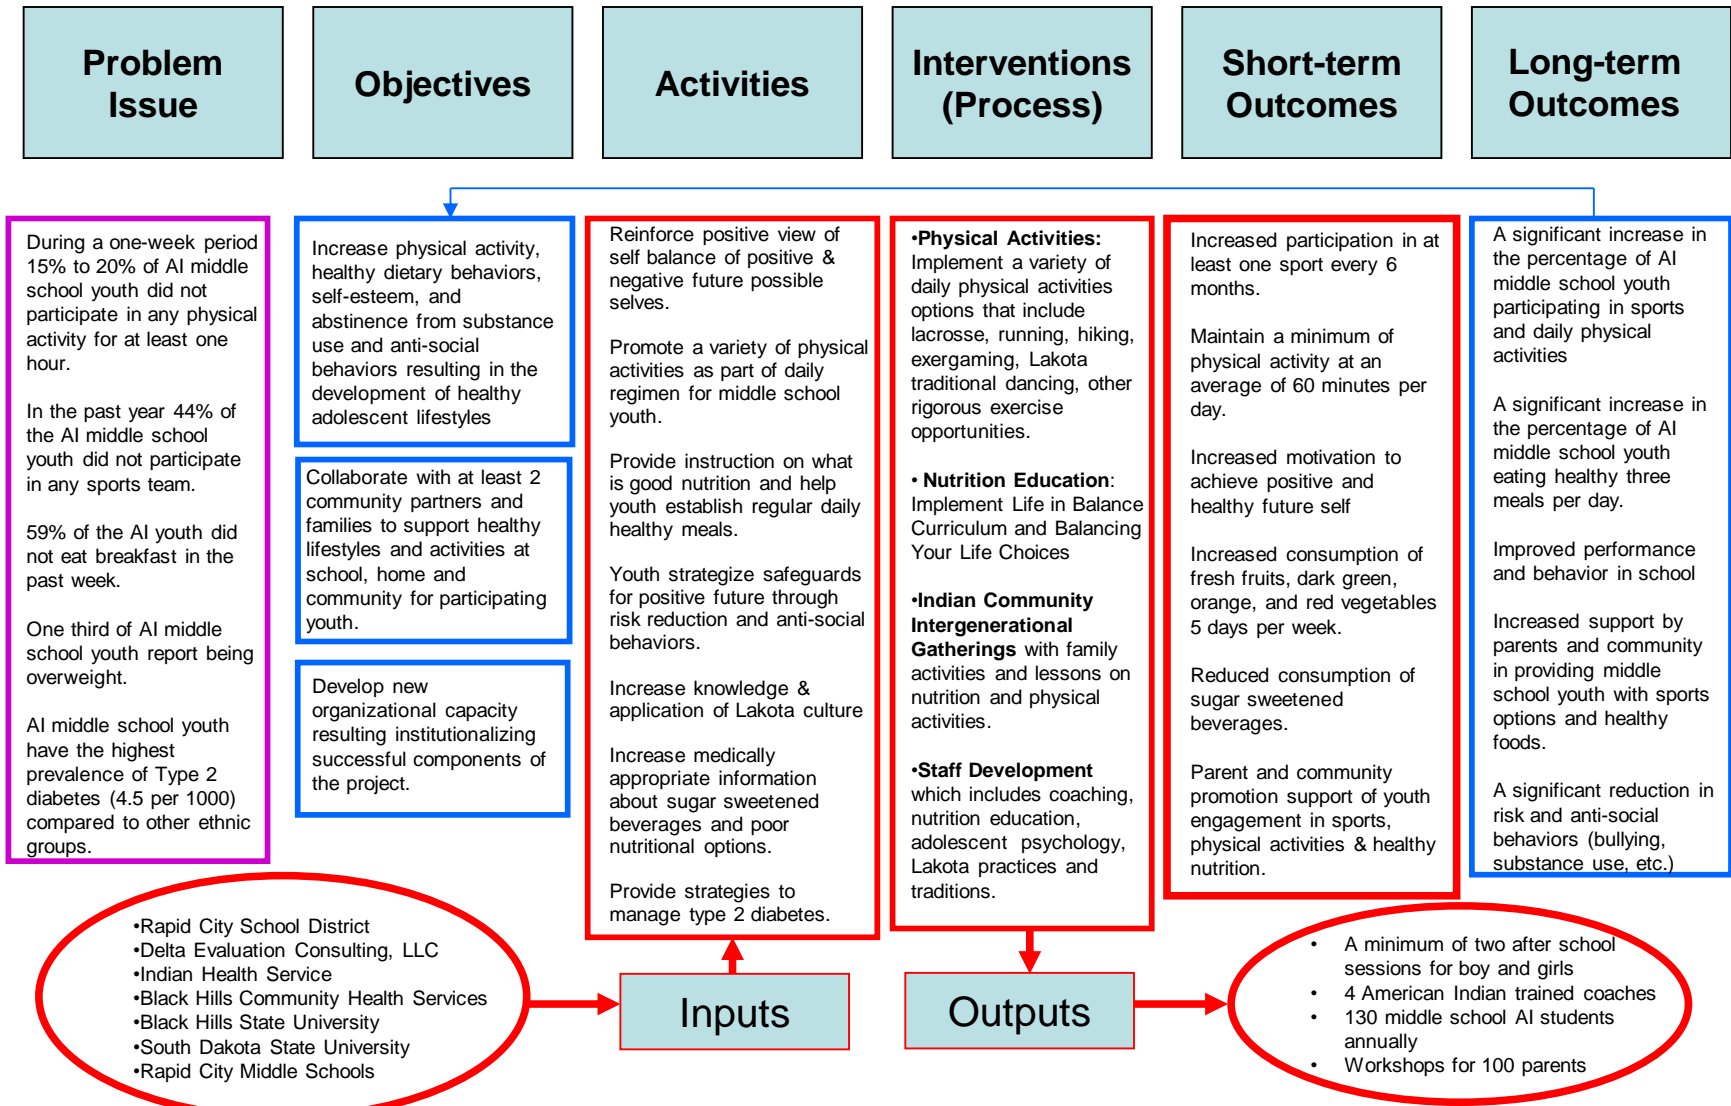 Problem
Issue
Objectives
Activities
Interventions
(Process)
Short-term
Outcomes
Long-term
Outcomes
During a one-week period
15% to 20% of AI middle
school youth did not
participate in any physical
activity for at least one
hour.
In the past year 44% of
the AI middle school
youth did not participate
in any sports team.
59% of the AI youth did
not eat breakfast in the
past week.
One third of AI middle
school youth report being
overweight.
AI middle school youth
have the highest
prevalence of Type 2
diabetes (4.5 per 1000)
compared to other ethnic
groups.
Increase physical activity,
healthy dietary behaviors,
self-esteem, and
abstinence from substance
use and anti-social
behaviors resulting in the
development of healthy
adolescent lifestyles
Collaborate with at least 2
community partners and
families to support healthy
lifestyles and activities at
school, home and
community for participating
youth.
Develop new
organizational capacity
resulting institutionalizing
successful components of
the project.
Reinforce positive view of
self balance of positive &
negative future possible
selves.
Promote a variety of physical
activities as part of daily
regimen for middle school
youth.
Provide instruction on what
is good nutrition and help
youth establish regular daily
healthy meals.
Youth strategize safeguards
for positive future through
risk reduction and anti-social
behaviors.
Increase knowledge &
application of Lakota culture
Increase medically
appropriate information
about sugar sweetened
beverages and poor
nutritional options.
Provide strategies to
manage type 2 diabetes.
•Physical Activities:
Implement a variety of
daily physical activities
options that include
lacrosse, running, hiking,
exergaming, Lakota
traditional dancing, other
rigorous exercise
opportunities.
• Nutrition Education:
Implement Life in Balance
Curriculum and Balancing
Your Life Choices
•Indian Community
Intergenerational
Gatherings with family
activities and lessons on
nutrition and physical
activities.
•Staff Development
which includes coaching,
nutrition education,
adolescent psychology,
Lakota practices and
traditions.
Increased participation in at
least one sport every 6
months.
Maintain a minimum of
physical activity at an
average of 60 minutes per
day.
Increased motivation to
achieve positive and
healthy future self
Increased consumption of
fresh fruits, dark green,
orange, and red vegetables
5 days per week.
Reduced consumption of
sugar sweetened
beverages.
Parent and community
promotion support of youth
engagement in sports,
physical activities & healthy
nutrition.
A significant increase in
the percentage of AI
middle school youth
participating in sports
and daily physical
activities
A significant increase in
the percentage of AI
middle school youth
eating healthy three
meals per day.
Improved performance
and behavior in school
Increased support by
parents and community
in providing middle
school youth with sports
options and healthy
foods.
A significant reduction in
risk and anti-social
behaviors (bullying,
substance use, etc.)
•Rapid City School District
•Delta Evaluation Consulting, LLC
•Indian Health Service
•Black Hills Community Health Services
•Black Hills State University
•South Dakota State University
•Rapid City Middle Schools
Inputs
Outputs
• A minimum of two after school
sessions for boy and girls
• 4 American Indian trained coaches
• 130 middle school AI students
annually
• Workshops for 100 parents